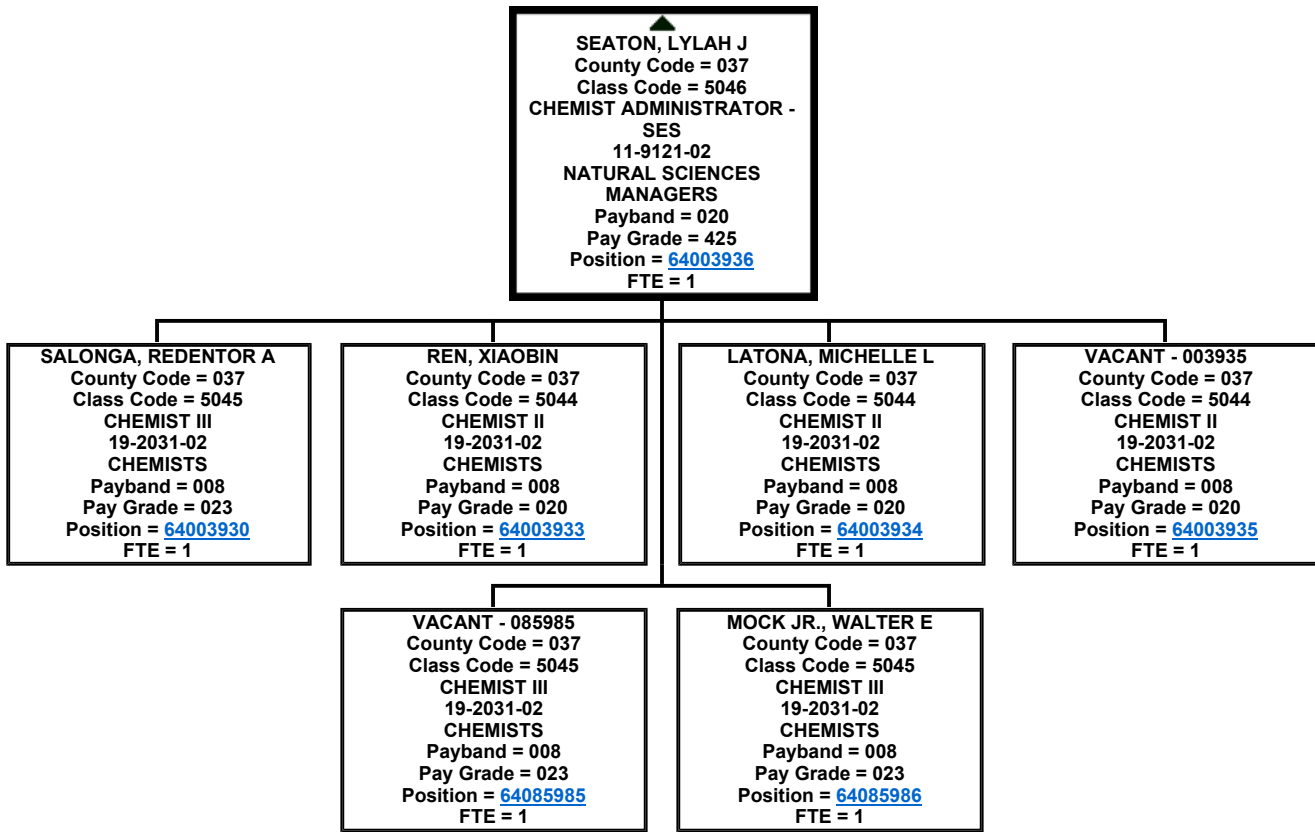 SEATON, LYLAH J
County Code = 037
Class Code = 5046
CHEMIST ADMINISTRATOR -
SES
11-9121-02
NATURAL SCIENCES
MANAGERS
Payband = 020
Pay Grade = 425
Position = 64003936
FTE = 1
SALONGA, REDENTOR A
County Code = 037
Class Code = 5045
CHEMIST III
19-2031-02
CHEMISTS
Payband = 008
Pay Grade = 023
Position = 64003930
FTE = 1
REN, XIAOBIN
County Code = 037
Class Code = 5044
CHEMIST II
19-2031-02
CHEMISTS
Payband = 008
Pay Grade = 020
Position = 64003933
FTE = 1
LATONA, MICHELLE L
County Code = 037
Class Code = 5044
CHEMIST II
19-2031-02
CHEMISTS
Payband = 008
Pay Grade = 020
Position = 64003934
FTE = 1
VACANT - 003935
County Code = 037
Class Code = 5044
CHEMIST II
19-2031-02
CHEMISTS
Payband = 008
Pay Grade = 020
Position = 64003935
FTE = 1
VACANT - 085985
County Code = 037
Class Code = 5045
CHEMIST III
19-2031-02
CHEMISTS
Payband = 008
Pay Grade = 023
Position = 64085985
FTE = 1
MOCK JR., WALTER E
County Code = 037
Class Code = 5045
CHEMIST III
19-2031-02
CHEMISTS
Payband = 008
Pay Grade = 023
Position = 64085986
FTE = 1